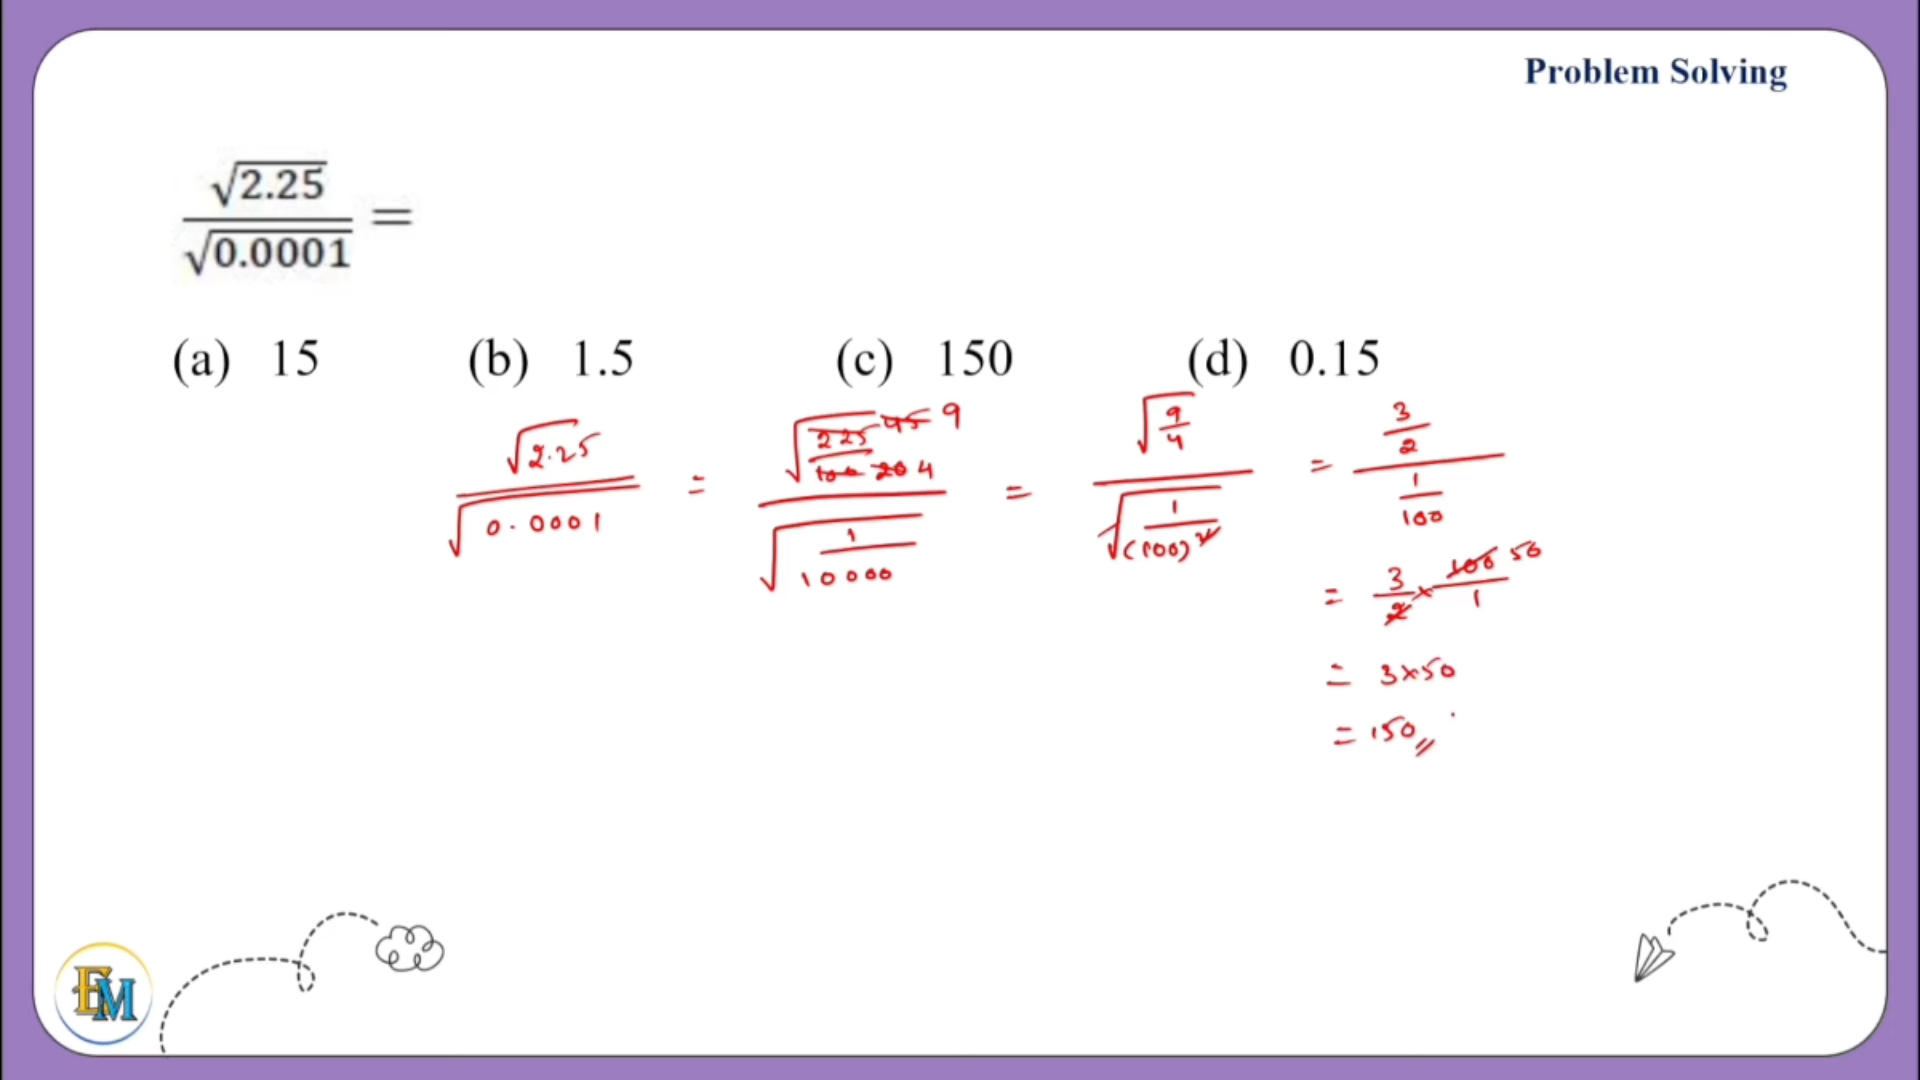 Problem Solving
√2.25 / √0.0001 =
(a) 15 (b) 1.5 (c) 150 (d) 0.15
√2.25 / √0.0001 = √(225/100) 45 9 20 4 / √(1/10000) = √(9/4) / √(1/(100)²) = (3/2) / (1/100)
= 3/2 × 100/1 50
= 3×50
= 150
EM